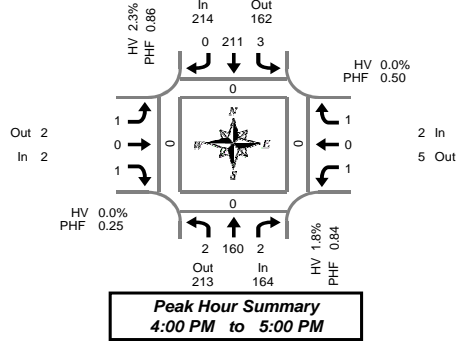 In Out
214 162
HV 2.3%
PHF 0.86
0 211 3
HV 0.0%
PHF 0.50
0
1 1
Out 2 0 0 0 0 2 In
In 2 1 1 5 Out
N
W E
S
HV 0.0%
PHF 0.25
0
2 160 2
HV 1.8%
PHF 0.84
Out In
213 164
Peak Hour Summary
4:00 PM to 5:00 PM